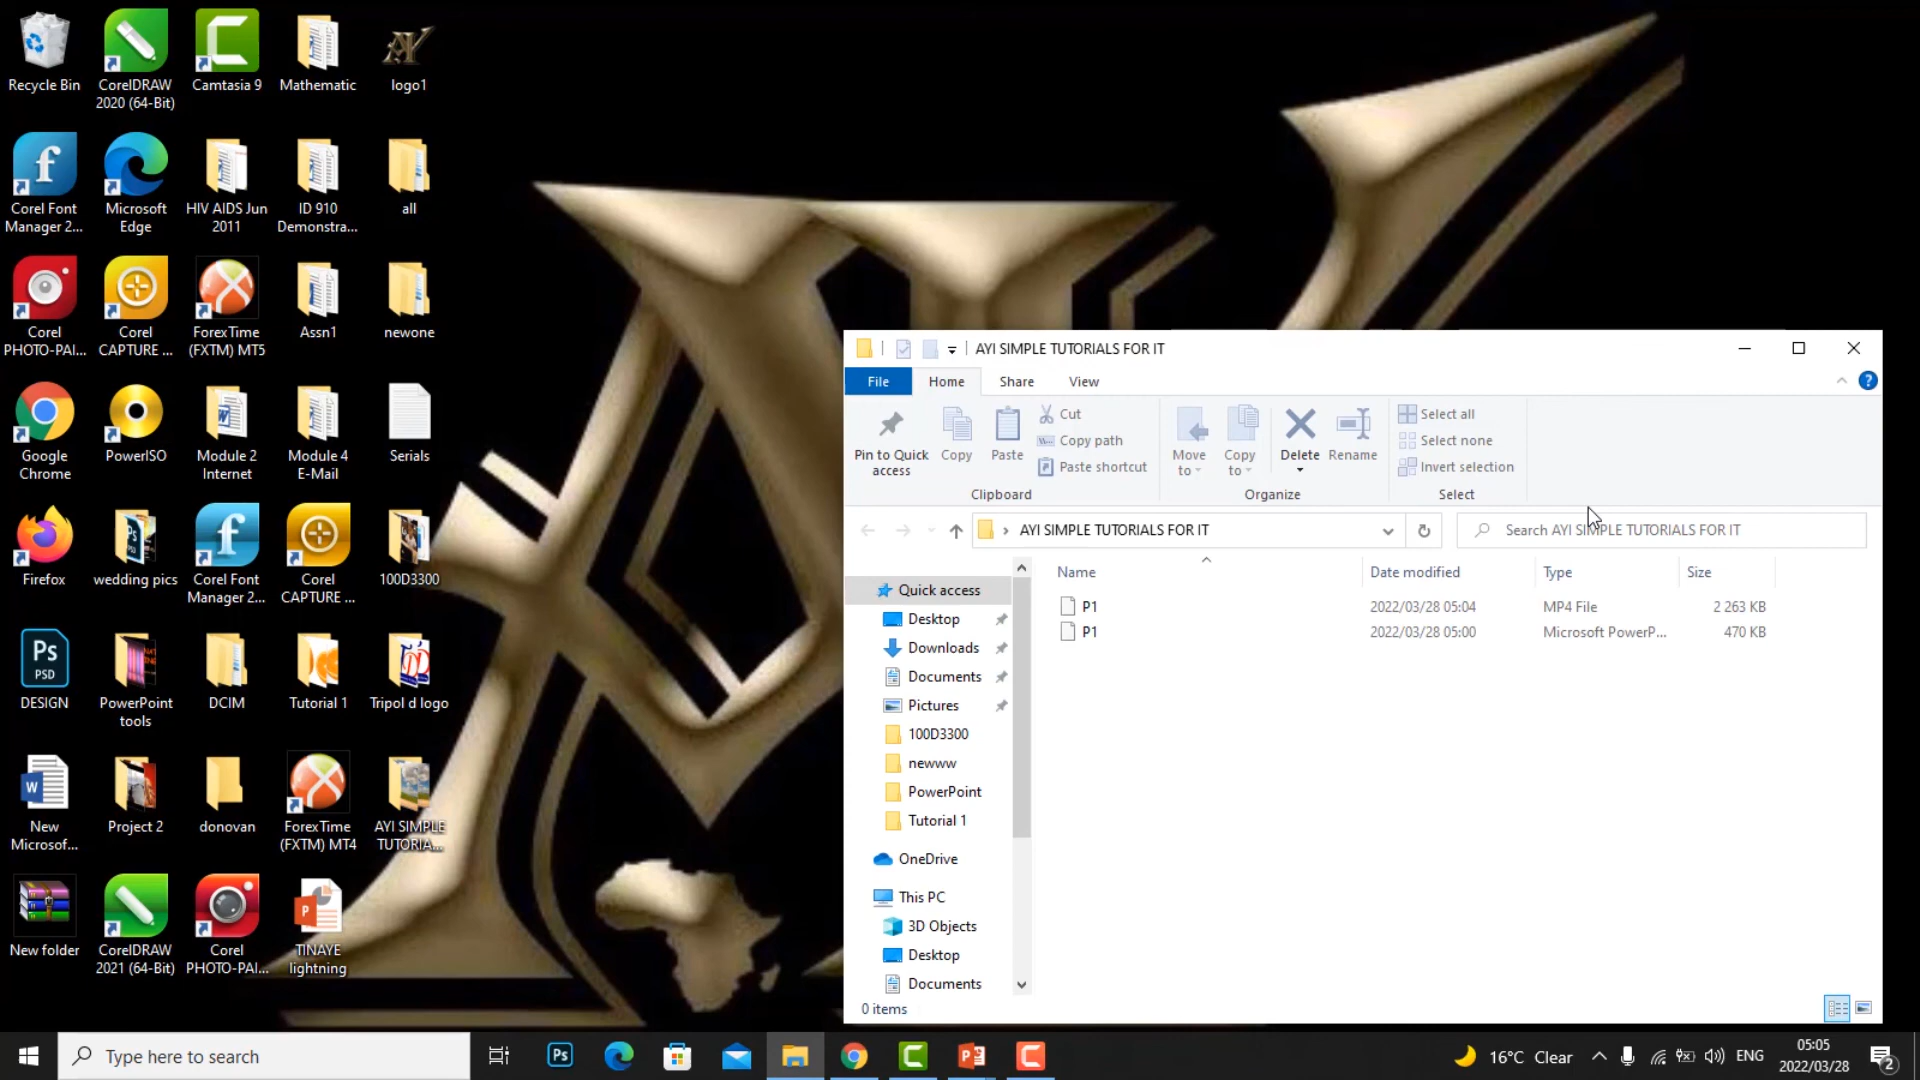 Recycle Bin
CorelDRAW
2020 (64-Bit)
Camtasia 9
Mathematic
logo1
Corel Font
Manager 2...
Microsoft
Edge
HIV AIDS Jun
2011
ID 910
Demonstra...
all
Corel
PHOTO-PAI...
Corel
CAPTURE ...
ForexTime
(FXTM) MT5
Assn1
newone
Google
Chrome
PowerISO
Module 2
Internet
Module 4
E-Mail
Serials
Firefox
wedding pics
Corel Font
Manager 2...
Corel
CAPTURE ...
100D3300
Ps
PSD
DESIGN
PowerPoint
tools
DCIM
Tutorial 1
Tripol d logo
New
Microsof...
Project 2
donovan
ForexTime
(FXTM) MT4
AYI SIMPLE
TUTORIA...
New folder
CorelDRAW
2021 (64-Bit)
Corel
PHOTO-PAI...
TINAYE
lightning
AYI SIMPLE TUTORIALS FOR IT
File Home Share View
Pin to Quick
access
Copy
Paste
Cut
Copy path
Paste shortcut
Clipboard
Move
to
Copy
to
Delete
Rename
Organize
Select all
Select none
Invert selection
Select
AYI SIMPLE TUTORIALS FOR IT
Search AYI SIMPLE TUTORIALS FOR IT
Name Date modified Type Size
P1 2022/03/28 05:04 MP4 File 2 263 KB
P1 2022/03/28 05:00 Microsoft PowerP... 470 KB
Quick access
Desktop
Downloads
Documents
Pictures
100D3300
newww
PowerPoint
Tutorial 1
OneDrive
This PC
3D Objects
Desktop
Documents
0 items
Type here to search
Ps
16°C Clear
ENG
05:05
2022/03/28
2